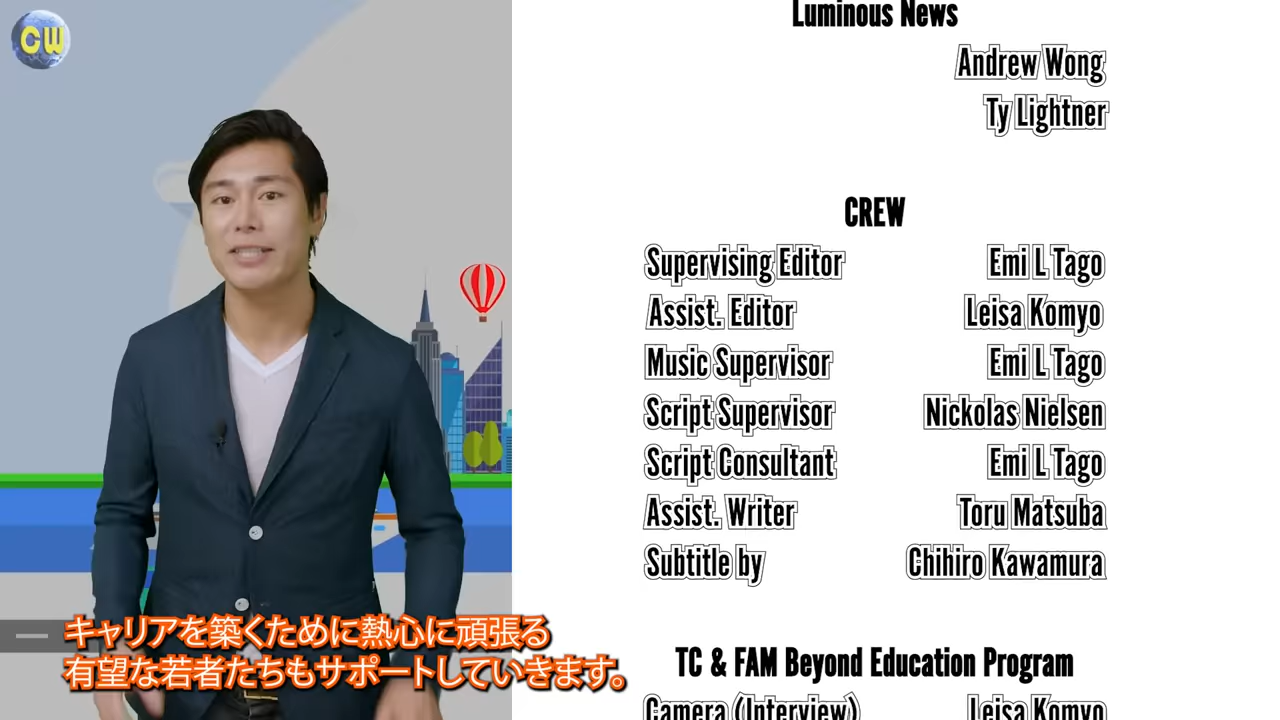 CW
Luminous News
Andrew Wong
Ty Lightner
CREW
Supervising Editor Emi L Tago
Assist. Editor Leisa Komyo
Music Supervisor Emi L Tago
Script Supervisor Nickolas Nielsen
Script Consultant Emi L Tago
Assist. Writer Toru Matsuba
Subtitle by Chihiro Kawamura
TC & FAM Beyond Education Program
Camera (Interview) Leisa Komyo
キャリアを築くために熱心に頑張る
有望な若者たちもサポートしていきます。